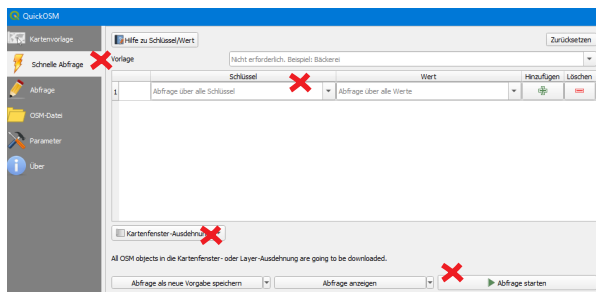 QuickOSM
Kartenvorlage
Hilfe zu Schlüssel/Wert
Zurücksetzen
Schnelle Abfrage
Vorlage
Nicht erforderlich. Beispiel: Bäckerei
Schlüssel
Wert
Hinzufügen
Löschen
1
Abfrage über alle Schlüssel
Abfrage über alle Werte
Abfrage
OSM-Datei
Parameter
Über
Kartenfenster-Ausdehnung
All OSM objects in die Kartenfenster- oder Layer-Ausdehnung are going to be downloaded.
Abfrage als neue Vorgabe speichern
Abfrage anzeigen
Abfrage starten